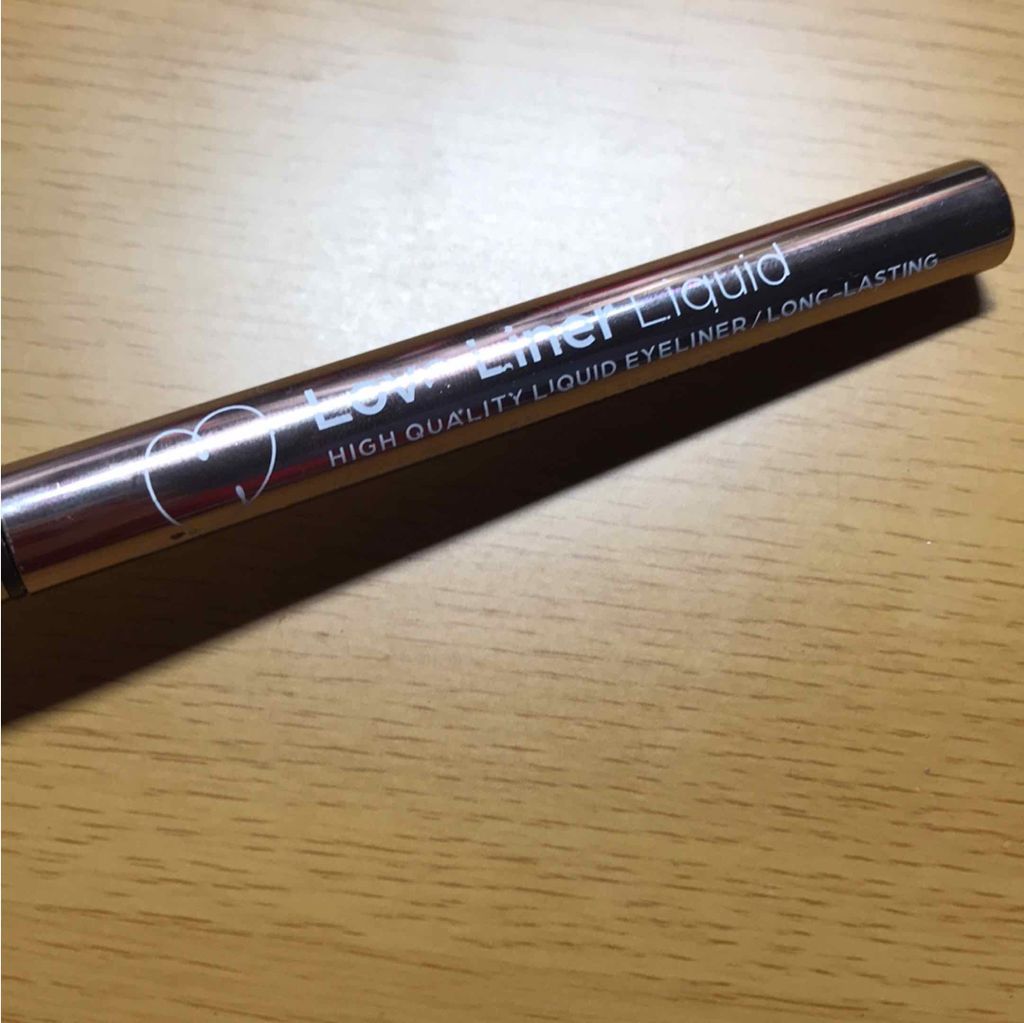 Love Liner Liquid
HIGH QUALITY LIQUID EYELINER / LONG-LASTING